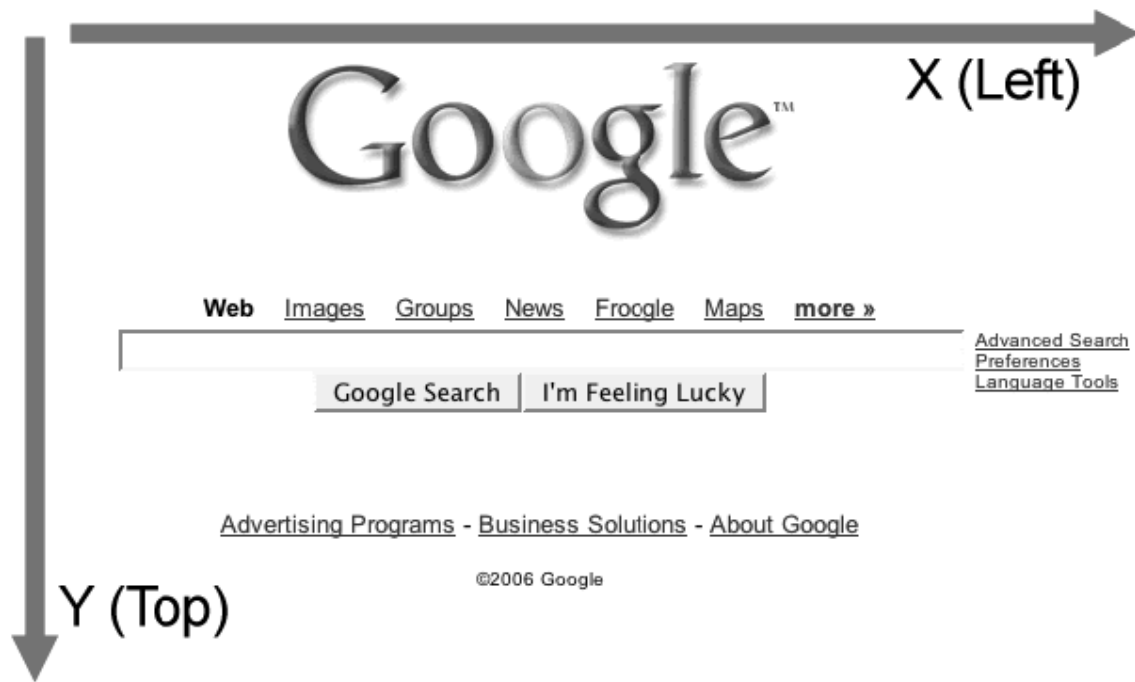 X (Left)
Google™
Web Images Groups News Froogle Maps more »
Advanced Search
Preferences
Language Tools
Google Search I'm Feeling Lucky
Advertising Programs - Business Solutions - About Google
©2006 Google
Y (Top)